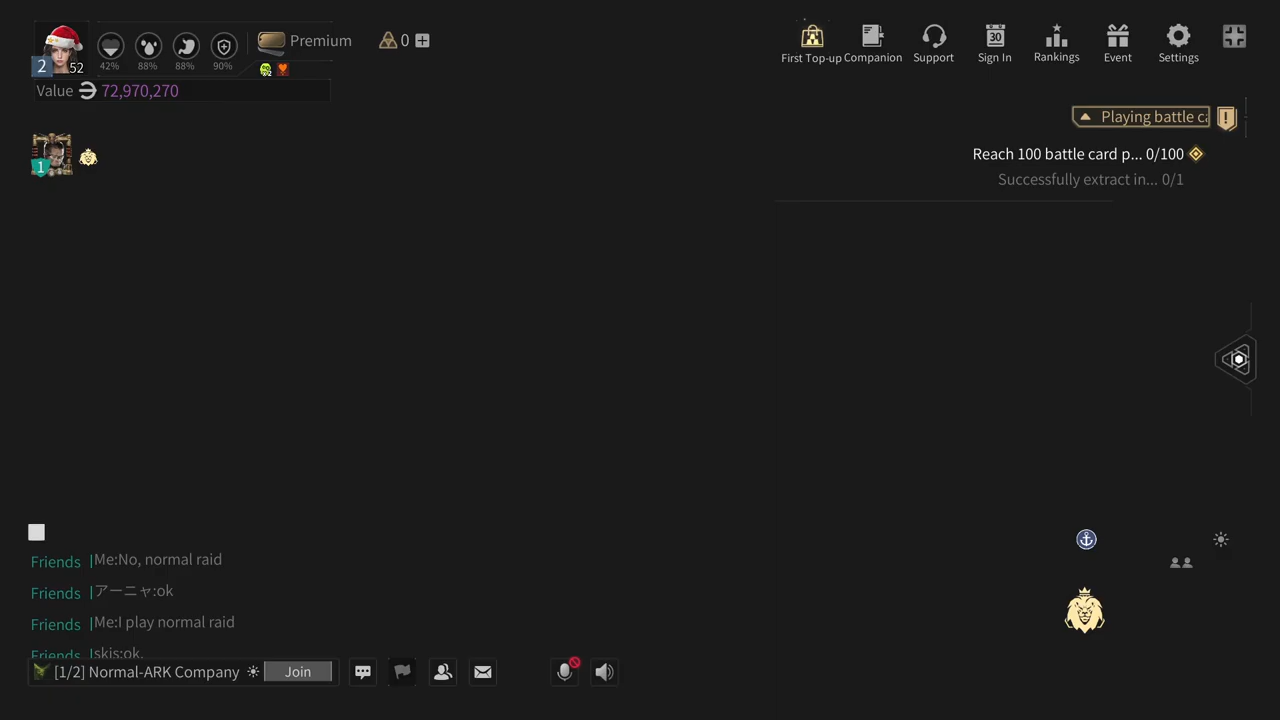 2
52
42%
88%
88%
90%
Premium
0
Value 72,970,270
1
First Top-up
Companion
Support
30
Sign In
Rankings
Event
Settings
Playing battle
Reach 100 battle card p... 0/100
Successfully extract in... 0/1
Friends |Me:No, normal raid
Friends |アーニャ:ok
Friends |Me:I play normal raid
Friends |skis:ok.
[1/2] Normal-ARK Company
Join